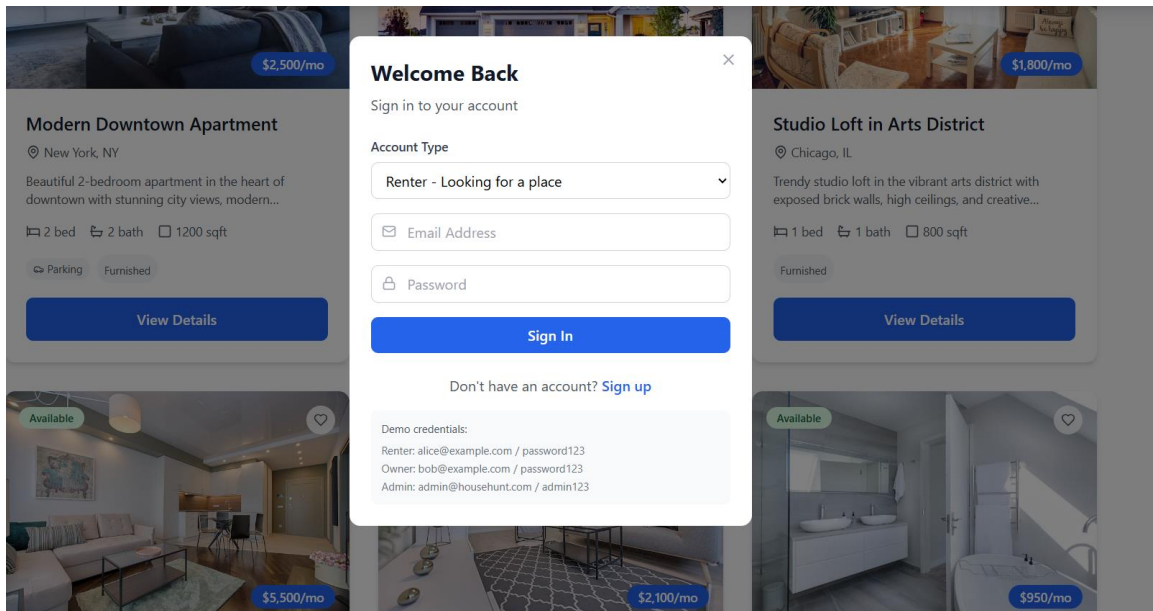 $2,500/mo
$1,800/mo
Modern Downtown Apartment
New York, NY
Beautiful 2-bedroom apartment in the heart of
downtown with stunning city views, modern...
2 bed 2 bath 1200 sqft
Parking Furnished
View Details
Welcome Back
Sign in to your account
Account Type
Renter - Looking for a place
Email Address
Password
Sign In
Don't have an account? Sign up
Demo credentials:
Renter: alice@example.com / password123
Owner: bob@example.com / password123
Admin: admin@househunt.com / admin123
Studio Loft in Arts District
Chicago, IL
Trendy studio loft in the vibrant arts district with
exposed brick walls, high ceilings, and creative...
1 bed 1 bath 800 sqft
Furnished
View Details
Available
Available
$5,500/mo
$2,100/mo
$950/mo